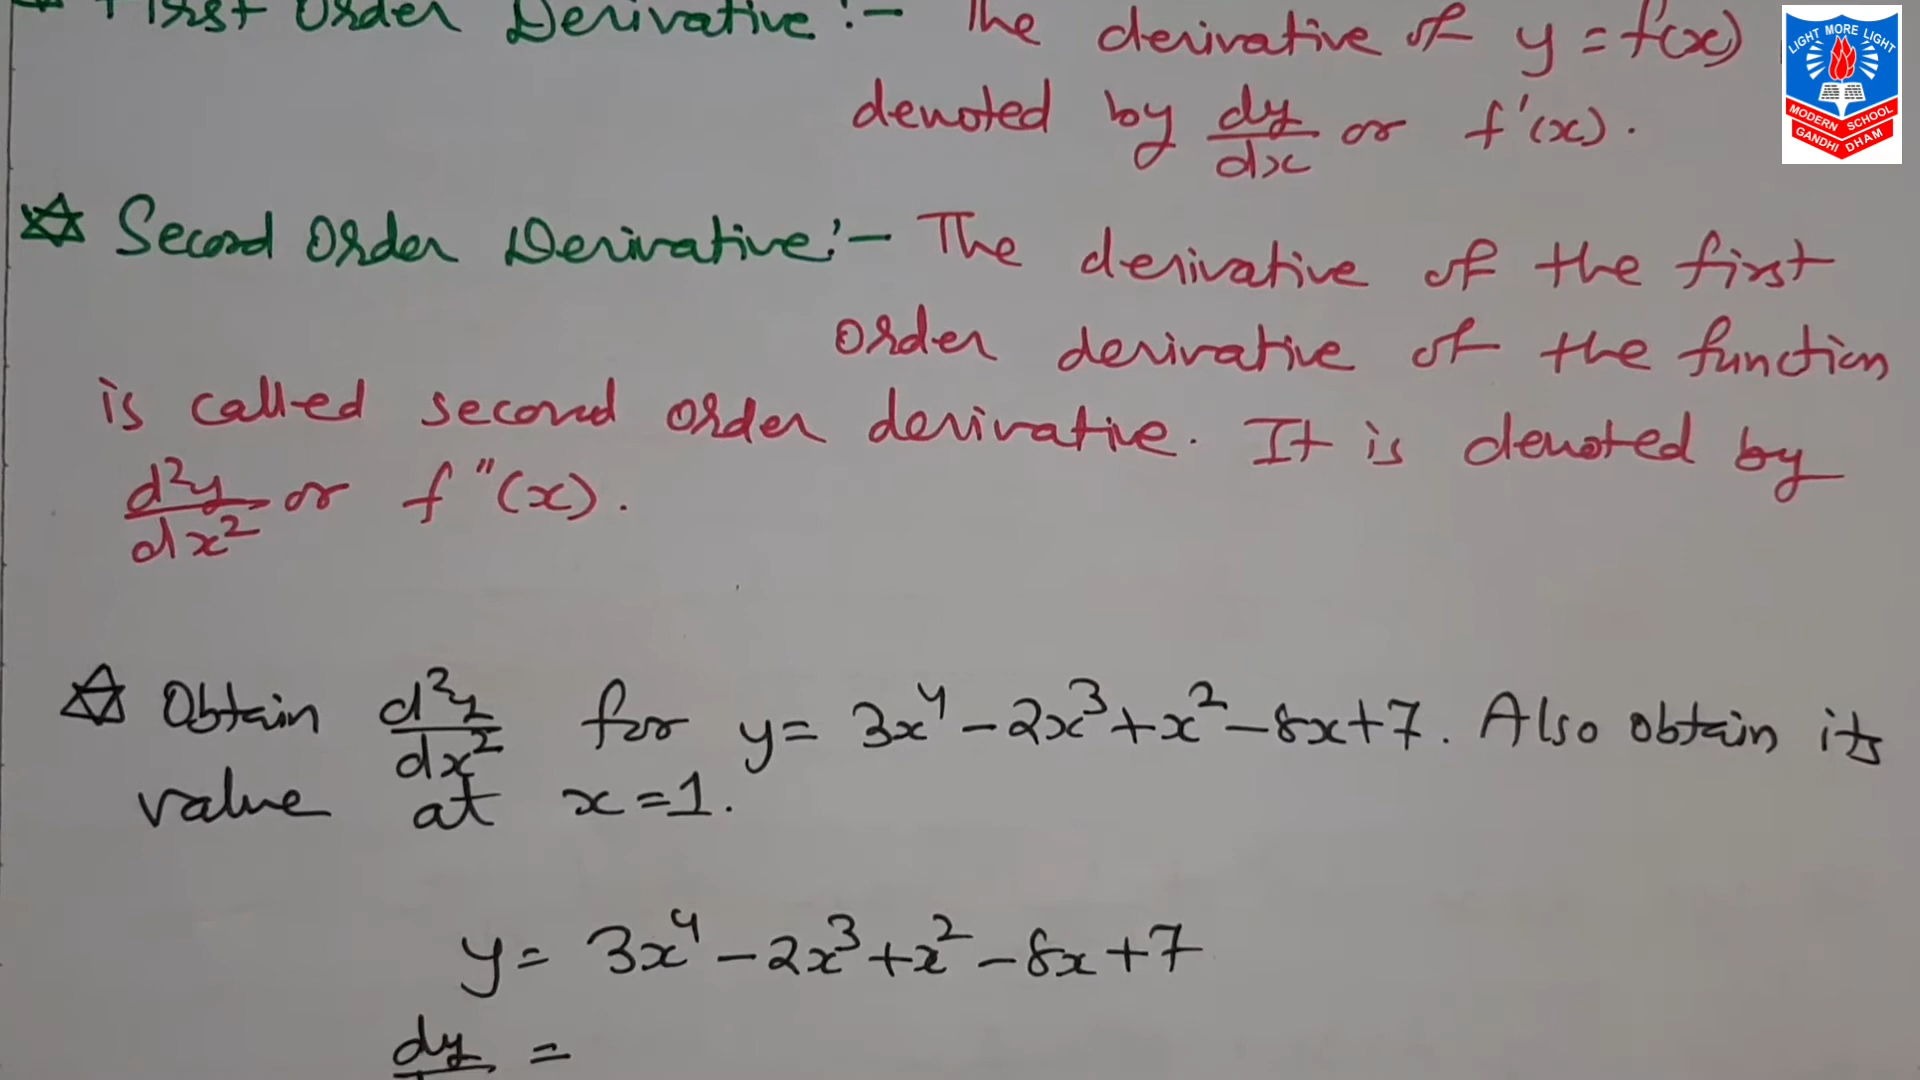 First Order Derivative :- The derivative of y = f(x)
denoted by dy/dx or f'(x).
Second Order Derivative :- The derivative of the first
order derivative of the function
is called second order derivative. It is denoted by
d²y/dx² or f"(x).
Obtain d²y/dx² for y = 3x⁴ - 2x³ + x² - 8x + 7. Also obtain its
value at x = 1.
y = 3x⁴ - 2x³ + x² - 8x + 7
dy =
LIGHT MORE LIGHT
MODERN SCHOOL
GANDHI DHAM